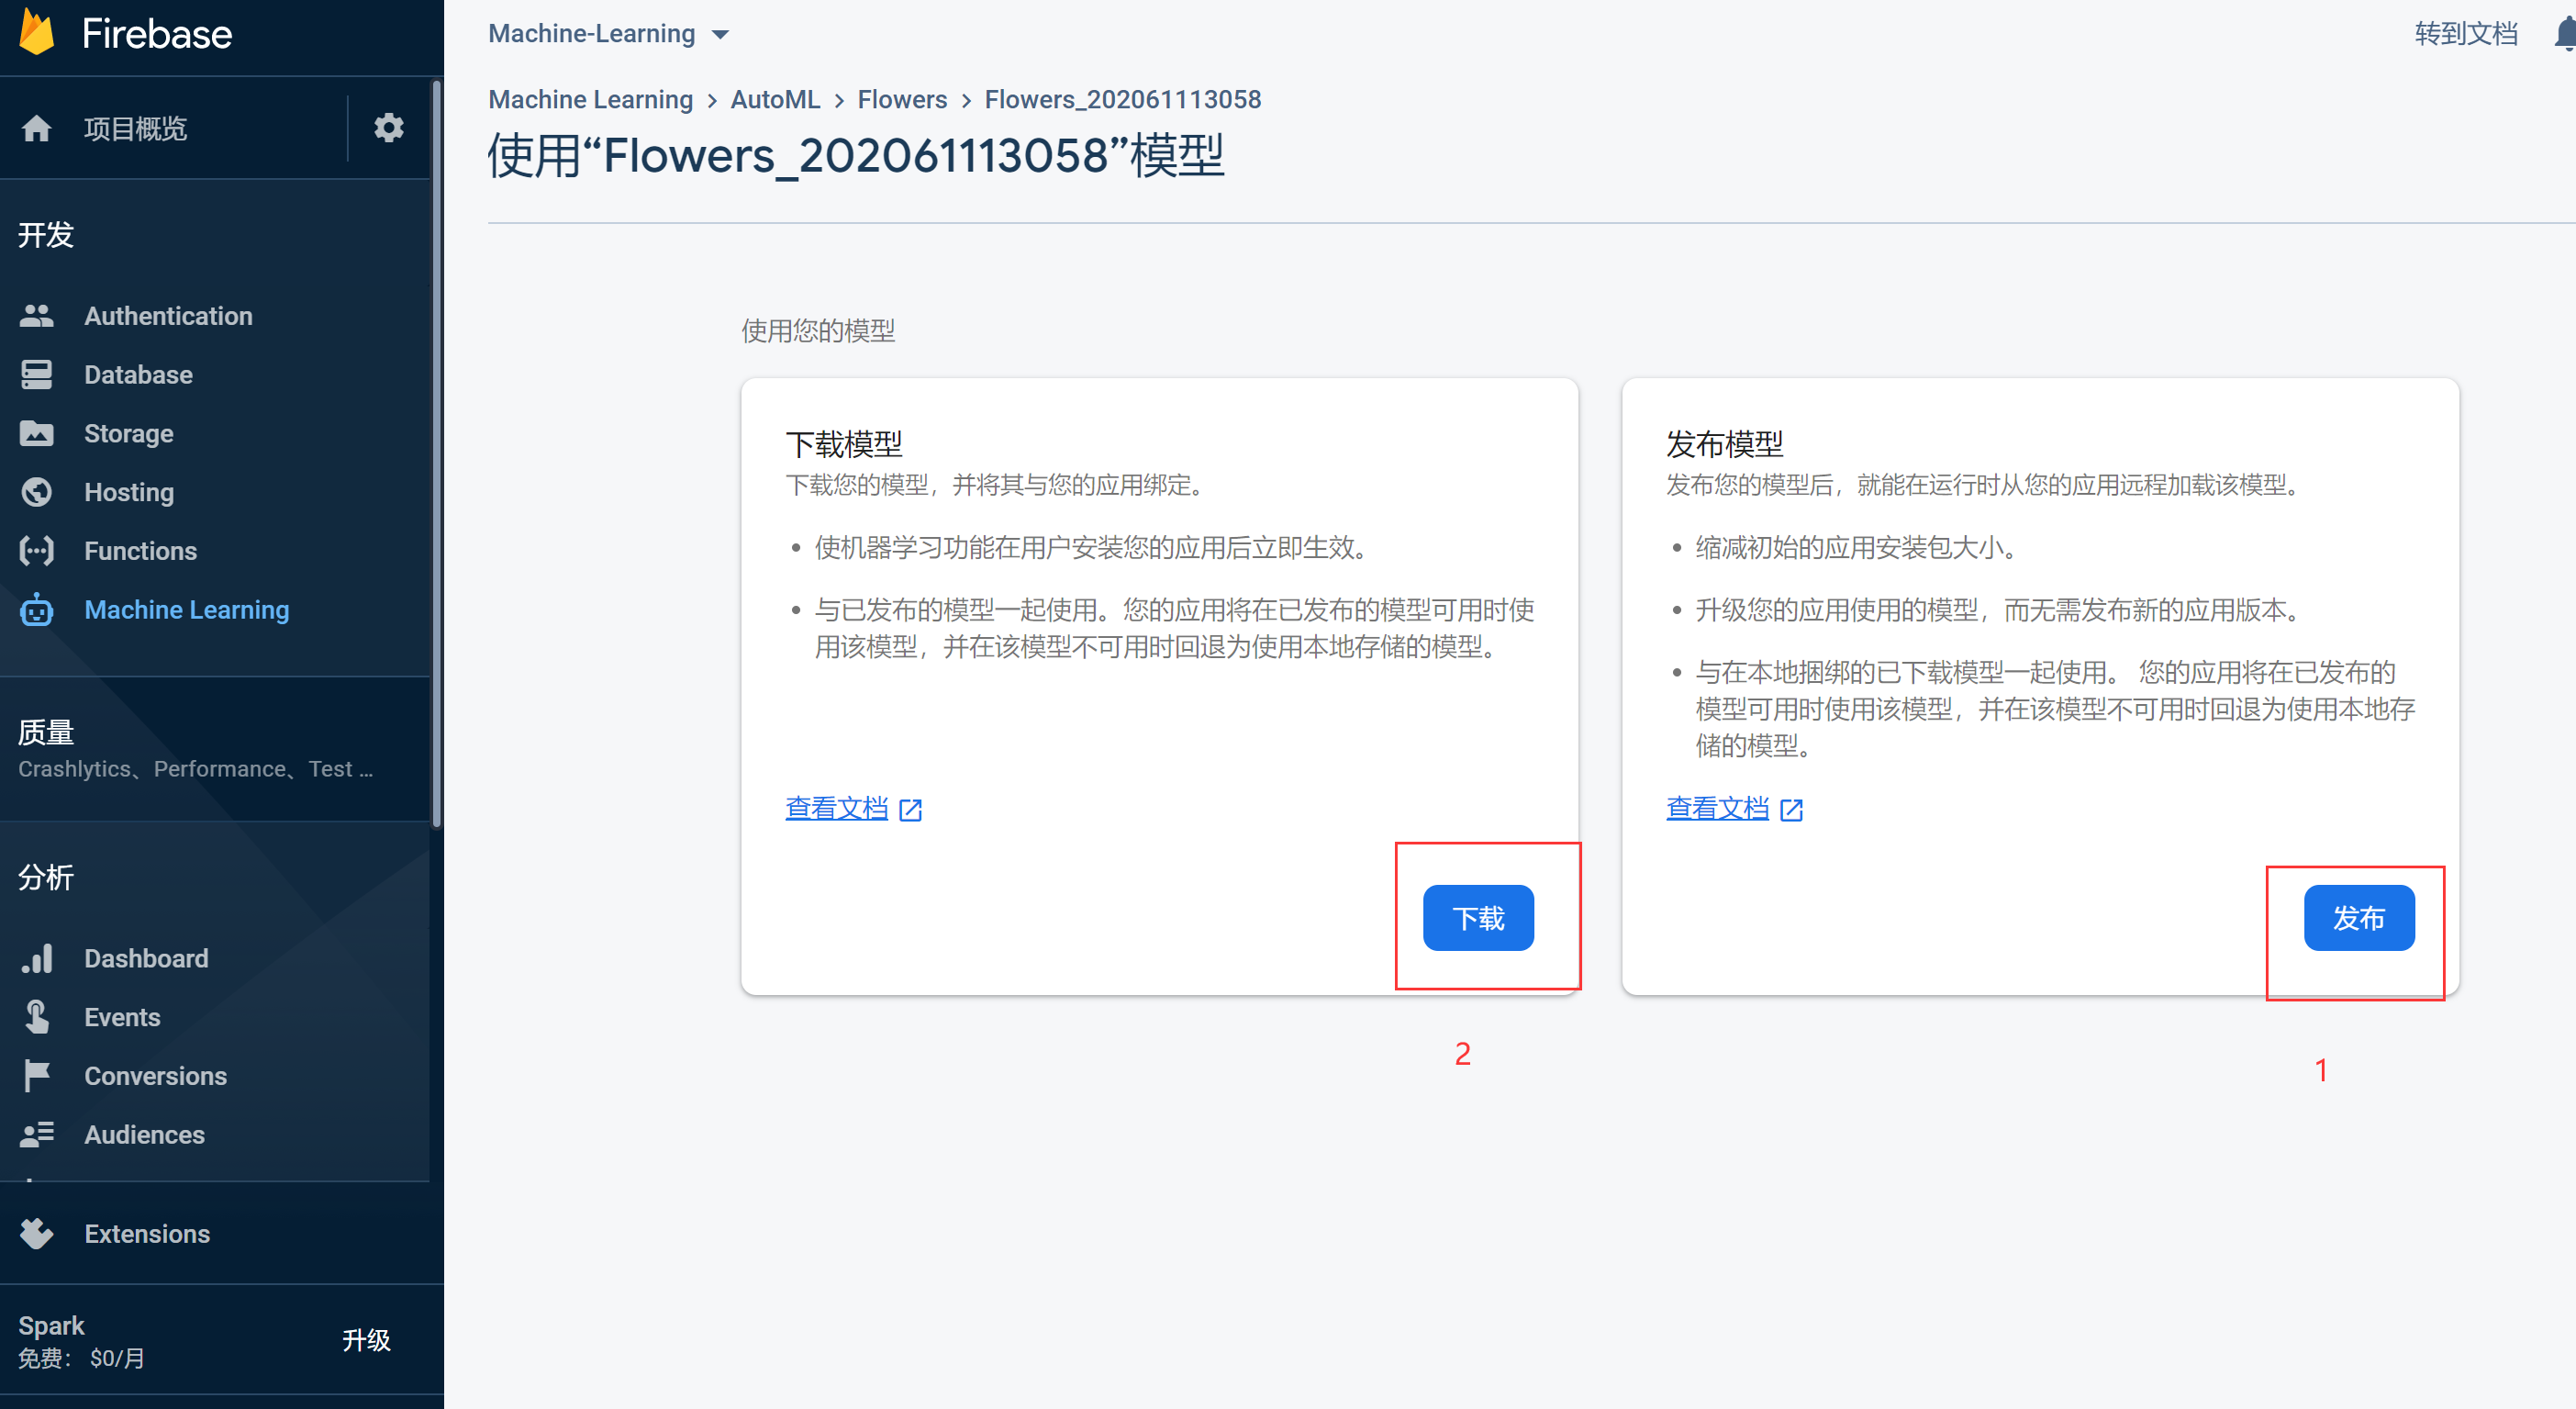 Firebase
项目概览
开发
Authentication
Database
Storage
Hosting
Functions
Machine Learning
质量
Crashlytics、Performance、Test ...
分析
Dashboard
Events
Conversions
Audiences
Extensions
Spark
免费： $0/月
升级
Machine-Learning
转到文档
Machine Learning > AutoML > Flowers > Flowers_202061113058
使用“Flowers_202061113058”模型
使用您的模型
下载模型
下载您的模型，并将其与您的应用绑定。
• 使机器学习功能在用户安装您的应用后立即生效。
• 与已发布的模型一起使用。您的应用将在已发布的模型可用时使
用该模型，并在该模型不可用时回退为使用本地存储的模型。
查看文档
下载
2
发布模型
发布您的模型后，就能在运行时从您的应用远程加载该模型。
• 缩减初始的应用安装包大小。
• 升级您的应用使用的模型，而无需发布新的应用版本。
• 与在本地捆绑的已下载模型一起使用。 您的应用将在已发布的
模型可用时使用该模型，并在该模型不可用时回退为使用本地存
储的模型。
查看文档
发布
1